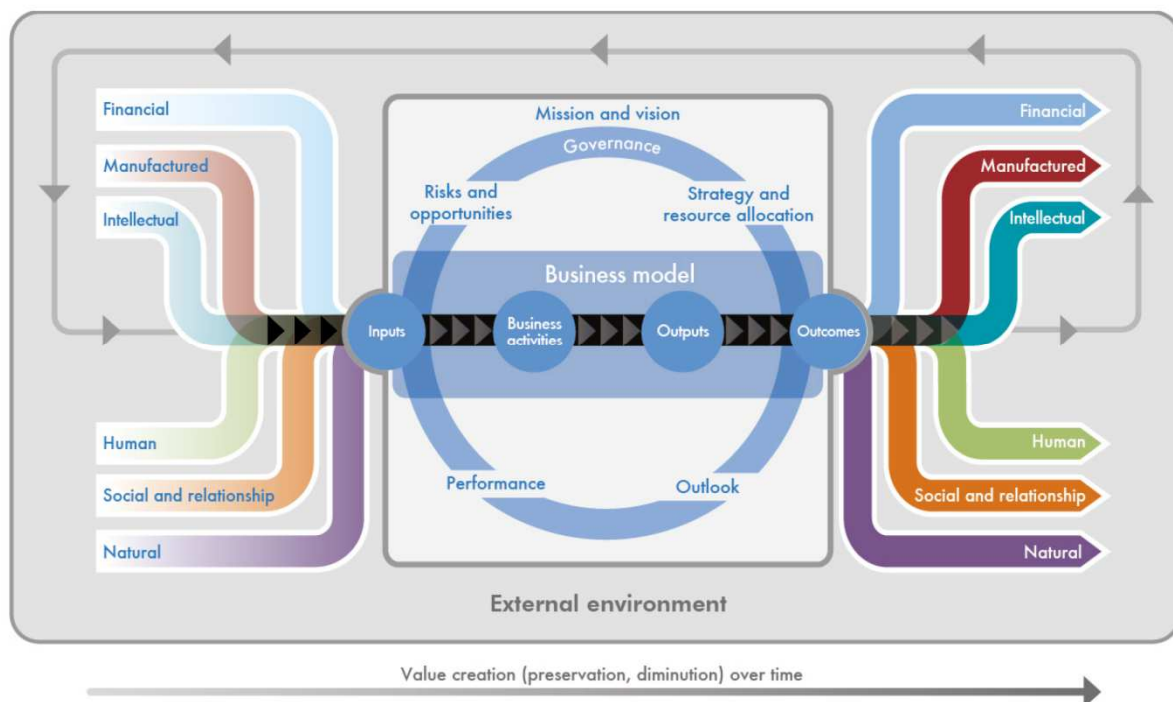 Financial
Manufactured
Intellectual
Human
Social and relationship
Natural
Mission and vision
Governance
Risks and
opportunities
Strategy and
resource allocation
Business model
Inputs
Business
activities
Outputs
Outcomes
Performance
Outlook
Financial
Manufactured
Intellectual
Human
Social and relationship
Natural
External environment
Value creation (preservation, diminution) over time